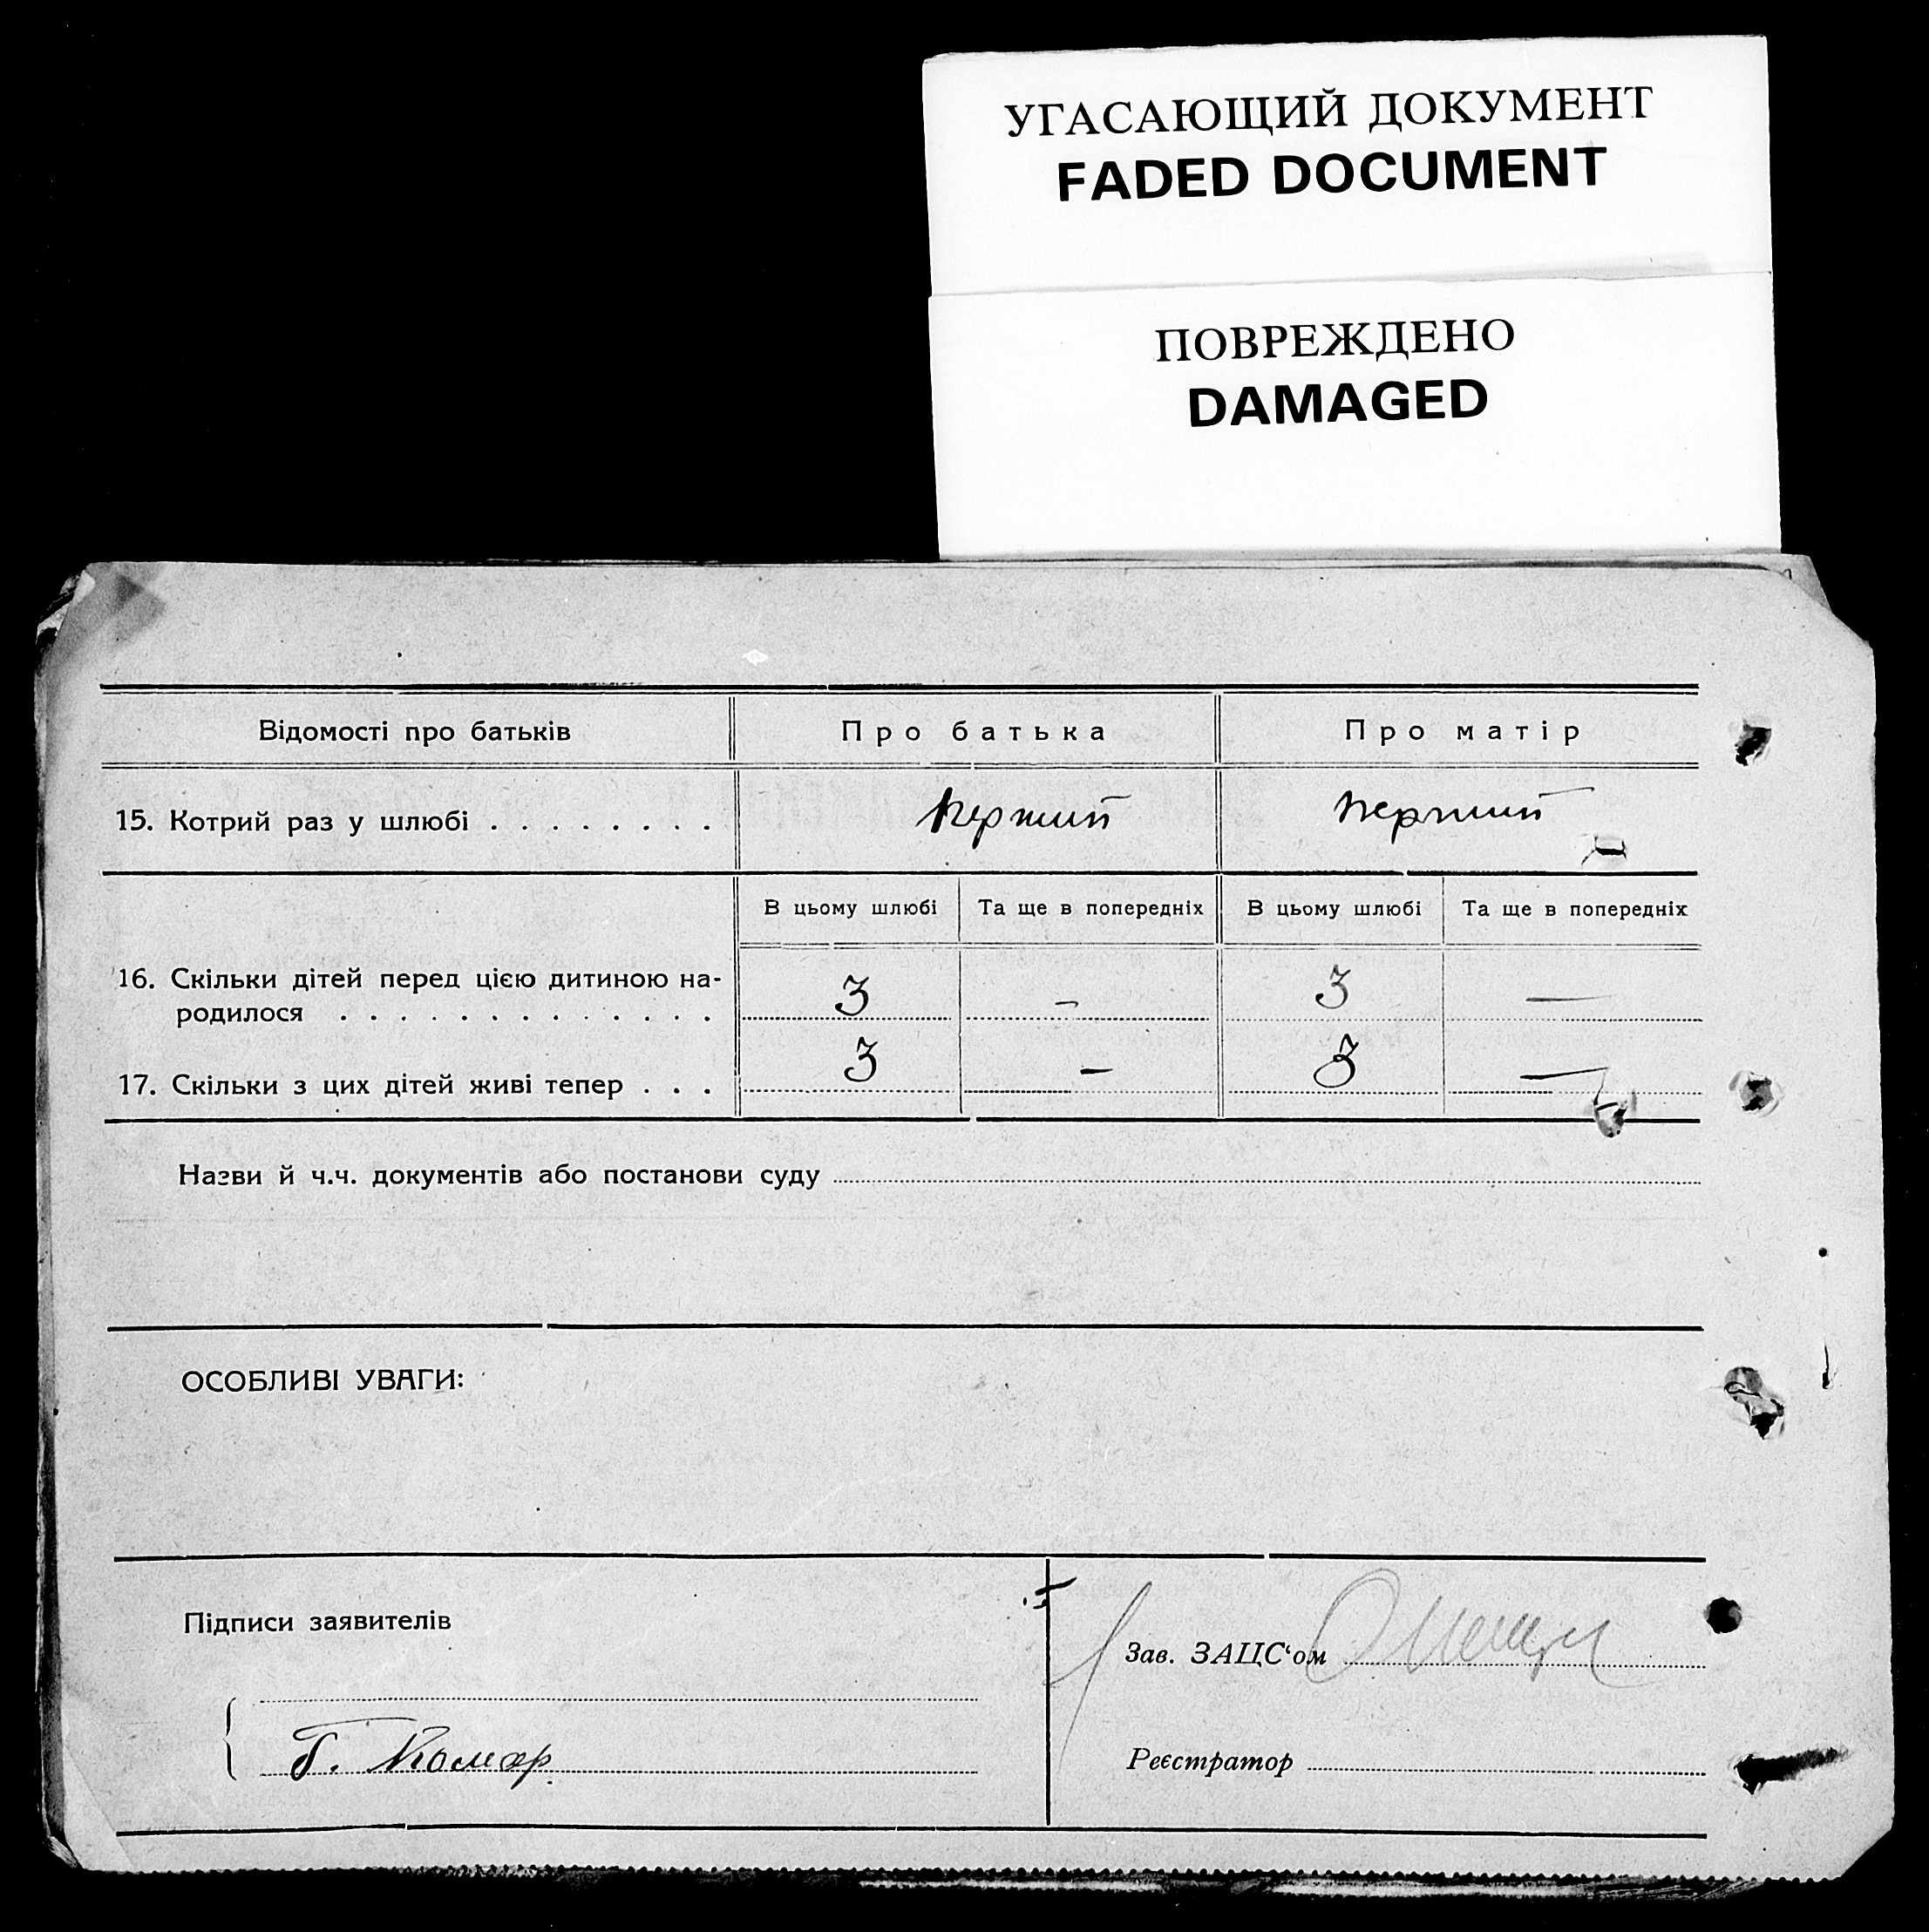 УГАСАЮЩИЙ ДОКУМЕНТ
FADED DOCUMENT
ПОВРЕЖДЕНО
DAMAGED
Відомості про батьків Про батька Про матір
15. Котрий раз у шлюбі . . . . . . . . перший перший
В цьому шлюбі Та ще в попередніх В цьому шлюбі Та ще в попередніх
16. Скільки дітей перед цією дитиною на-
родилося . . . . . . . . . . . . . 3 – 3 —
17. Скільки з цих дітей живі тепер . . . 3 – 3 —
Назви й ч.ч. документів або постанови суду
ОСОБЛИВІ УВАГИ:
Підписи заявителів
Зав. ЗАЦС‘ом
Г. Комар
Реєстратор